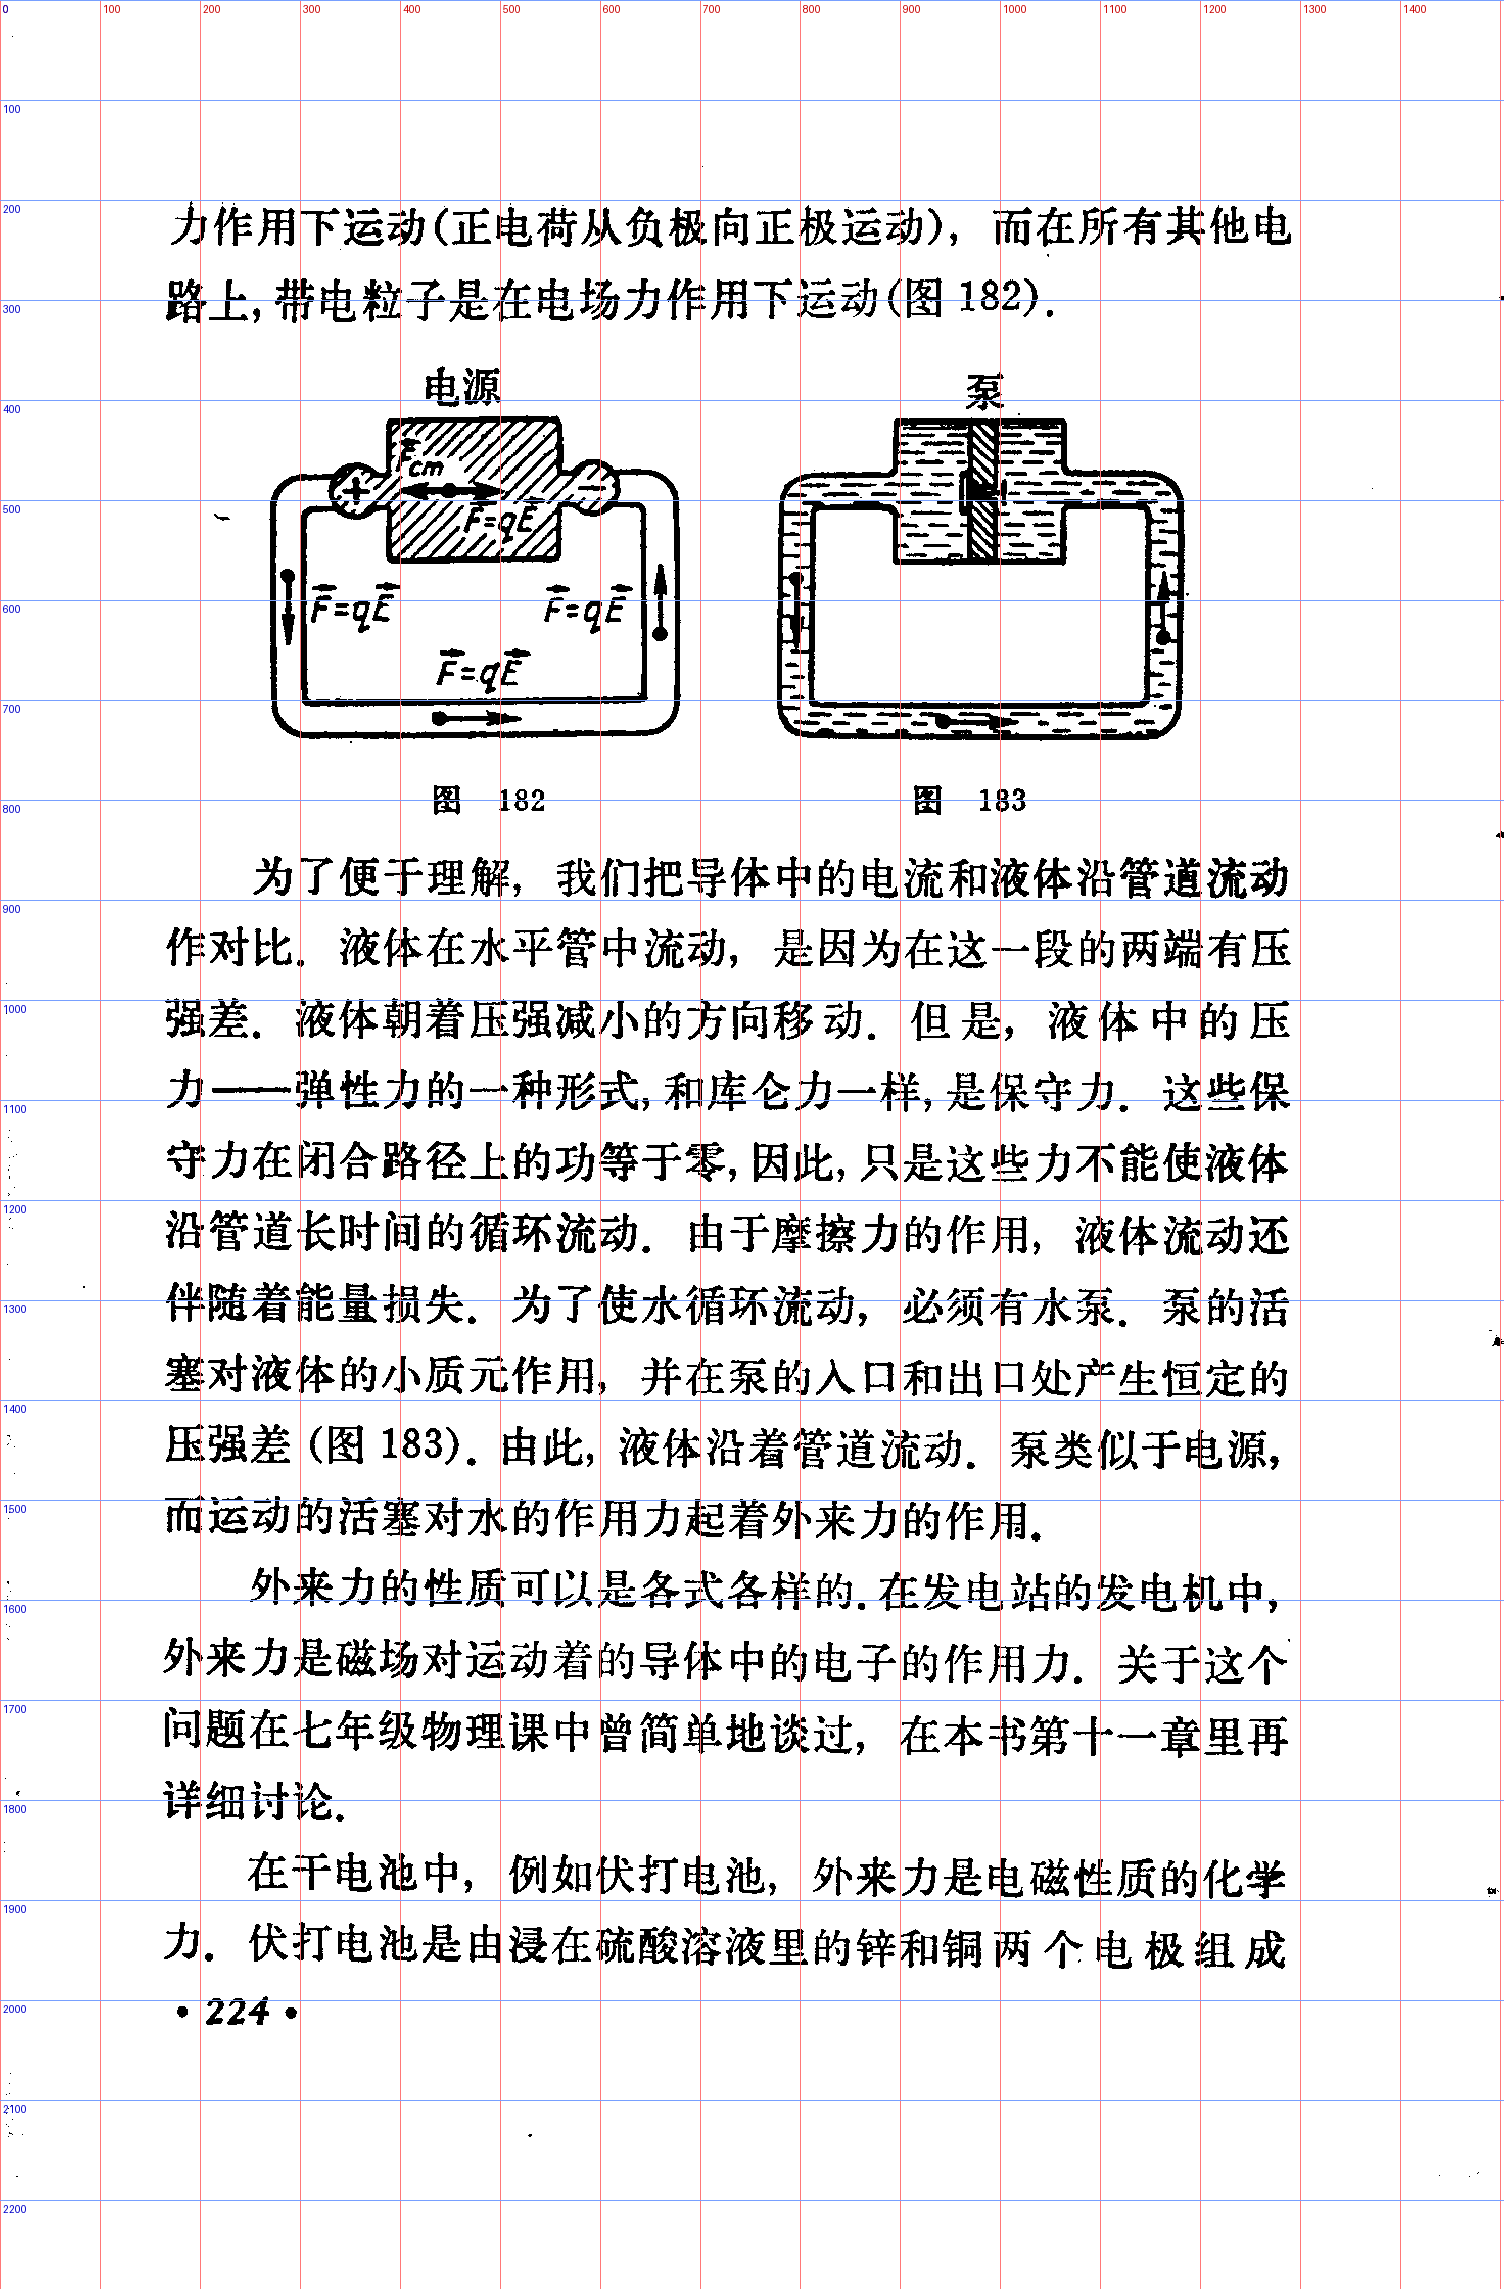 力作用下运动(正电荷从负极向正极运动), 而在所有其他电
路上, 带电粒子是在电场力作用下运动(图 182).
电源
泵
F⃗cm
+
−
F⃗=qE⃗
F⃗=qE⃗
F⃗=qE⃗
F⃗=qE⃗
图 182
图 183
为了便于理解, 我们把导体中的电流和液体沿管道流动
作对比. 液体在水平管中流动, 是因为在这一段的两端有压
强差. 液体朝着压强减小的方向移动. 但是, 液体中的压
力——弹性力的一种形式, 和库仑力一样, 是保守力. 这些保
守力在闭合路径上的功等于零, 因此, 只是这些力不能使液体
沿管道长时间的循环流动. 由于摩擦力的作用, 液体流动还
伴随着能量损失. 为了使水循环流动, 必须有水泵. 泵的活
塞对液体的小质元作用, 并在泵的入口和出口处产生恒定的
压强差 (图 183). 由此, 液体沿着管道流动. 泵类似于电源,
而运动的活塞对水的作用力起着外来力的作用.
外来力的性质可以是各式各样的. 在发电站的发电机中,
外来力是磁场对运动着的导体中的电子的作用力. 关于这个
问题在七年级物理课中曾简单地谈过, 在本书第十一章里再
详细讨论.
在干电池中, 例如伏打电池, 外来力是电磁性质的化学
力. 伏打电池是由浸在硫酸溶液里的锌和铜两个电极组成
• 224 •